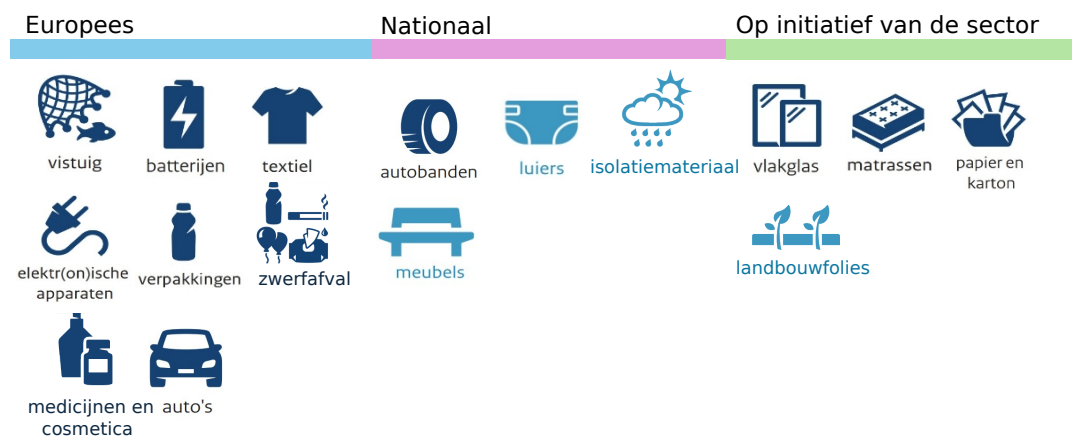 Europees
Nationaal
Op initiatief van de sector
vistuig
batterijen
textiel
autobanden
luiers
isolatiemateriaal
vlakglas
matrassen
papier en
karton
elektr(on)ische
apparaten
verpakkingen
zwerfafval
meubels
landbouwfolies
medicijnen en
cosmetica
auto's